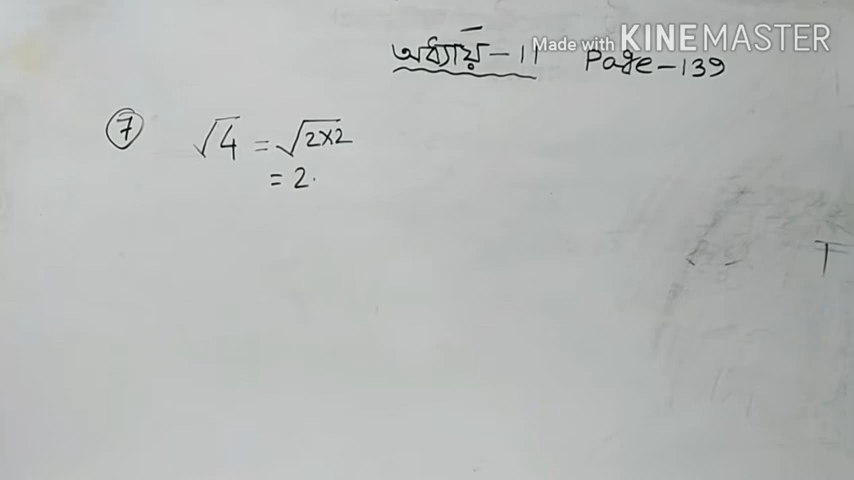 অধ্যায় - 11 Page - 139
Made with KINEMASTER
7 √4 = √2×2
= 2.